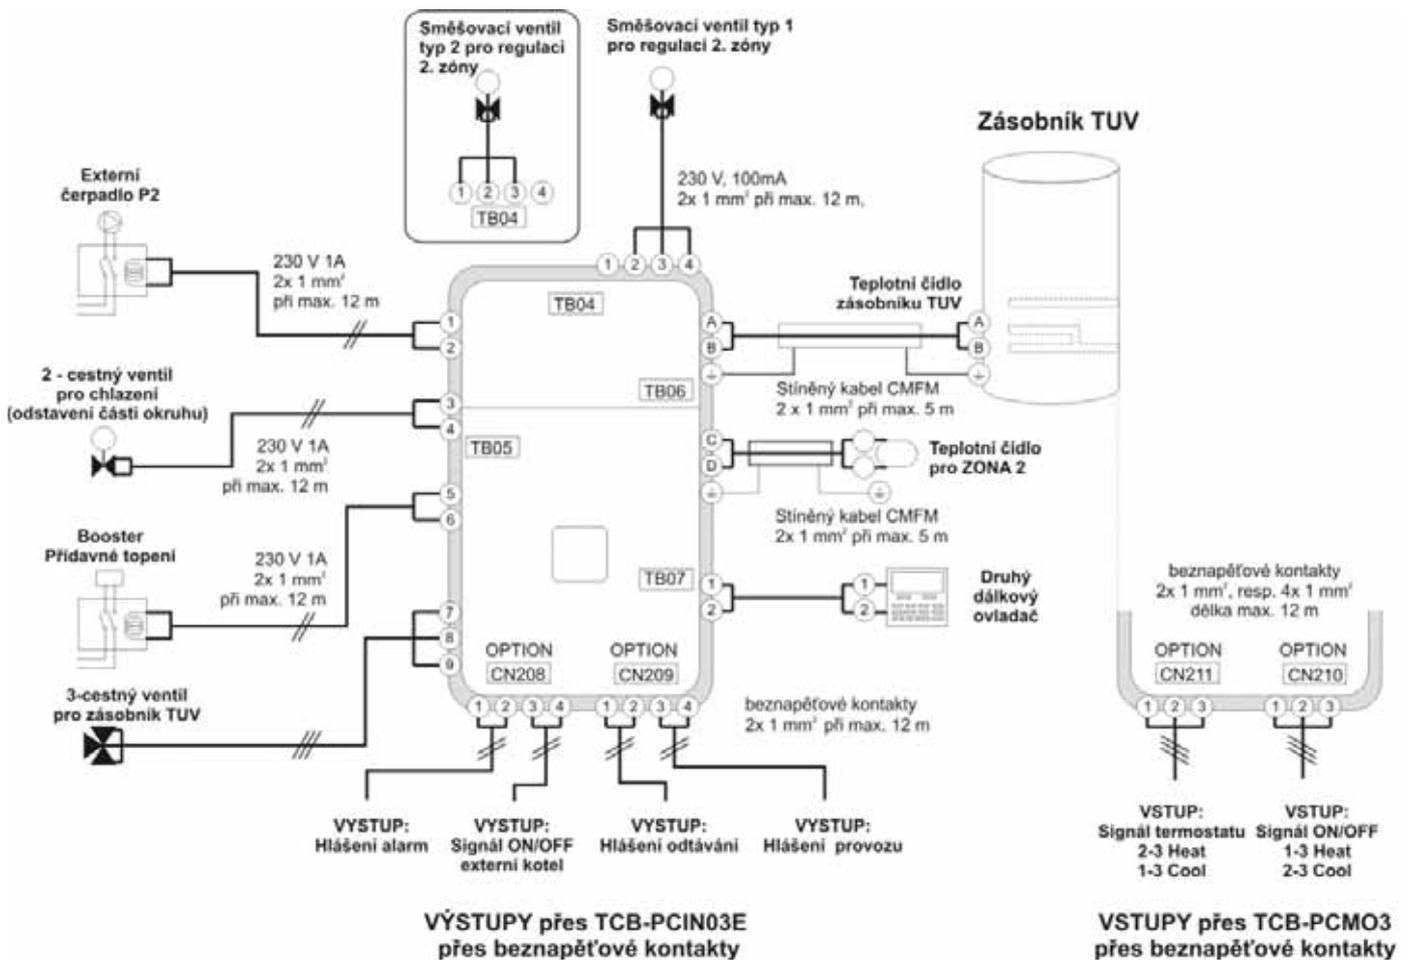 Směšovací ventil
typ 2 pro regulaci
2. zóny
1 2 3 4
TB04
Směšovací ventil typ 1
pro regulaci 2. zóny
230 V, 100mA
2x 1 mm² při max. 12 m,
1 2 3 4
TB04
Zásobník TUV
Externí
čerpadlo P2
230 V 1A
2x 1 mm²
při max. 12 m
1
2
2 - cestný ventil
pro chlazení
(odstavení části okruhu)
230 V 1A
2x 1 mm²
při max. 12 m
3
4
TB05
5
6
Booster
Přídavné topení
230 V 1A
2x 1 mm²
při max. 12 m
7
8
9
3-cestný ventil
pro zásobník TUV
A
B
TB06
Teplotní čidlo
zásobníku TUV
A
B
Stíněný kabel CMFM
2 x 1 mm² při max. 5 m
C
D
Teplotní čidlo
pro ZONA 2
Stíněný kabel CMFM
2x 1 mm² při max. 5 m
TB07
1
2
1
2
Druhý
dálkový
ovladač
OPTION
CN208
OPTION
CN209
1 2 3 4
1 2 3 4
beznapěťové kontakty
2x 1 mm² při max. 12 m
VÝSTUP:
Hlášení alarm
VÝSTUP:
Signál ON/OFF
externí kotel
VÝSTUP:
Hlášení odtávání
VÝSTUP:
Hlášení provozu
VÝSTUPY přes TCB-PCIN03E
přes beznapěťové kontakty
beznapěťové kontakty
2x 1 mm², resp. 4x 1 mm²
délka max. 12 m
OPTION
CN211
OPTION
CN210
1 2 3
1 2 3
VSTUP:
Signál termostatu
2-3 Heat
1-3 Cool
VSTUP:
Signál ON/OFF
1-3 Heat
2-3 Cool
VSTUPY přes TCB-PCMO3
přes beznapěťové kontakty